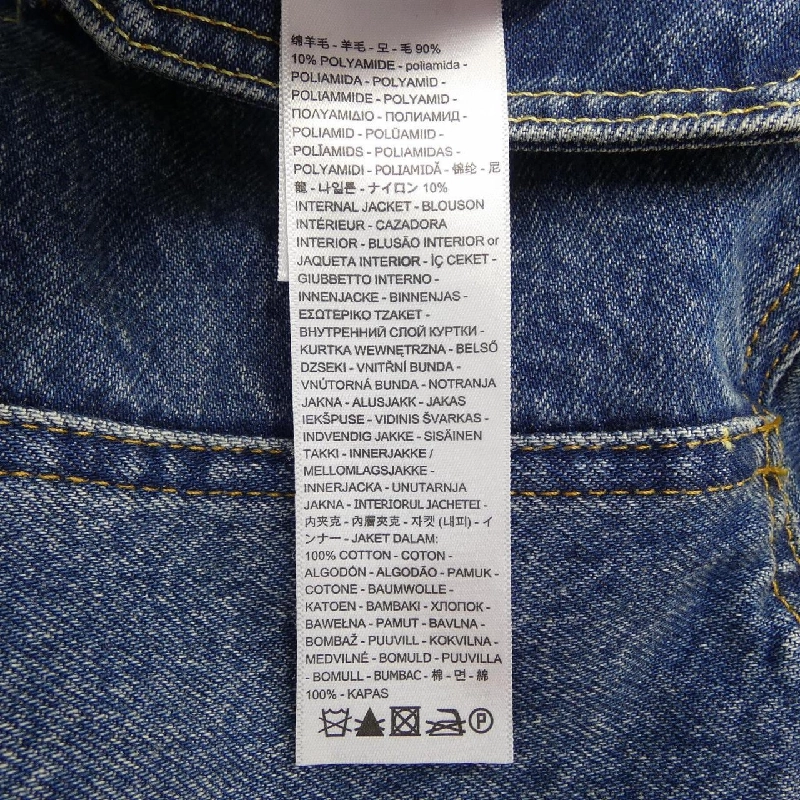 绵羊毛 - 羊毛 - 모 - 毛 90%
10% POLYAMIDE - poliamida -
POLIAMIDA - POLYAMID -
POLIAMMIDE - POLYAMID -
ΠΟΛΥΑΜΙΔΙΟ - ПОЛИАМИД -
POLIAMID - POLÜAMIID -
POLĪAMIDS - POLIAMIDAS -
POLYAMIDI - POLIAMIDĂ - 锦纶 - 尼
龍 - 나일론 - ナイロン 10%
INTERNAL JACKET - BLOUSON
INTÉRIEUR - CAZADORA
INTERIOR - BLUSÃO INTERIOR or
JAQUETA INTERIOR - İÇ CEKET -
GIUBBETTO INTERNO -
INNENJACKE - BINNENJAS -
ΕΣΩΤΕΡΙΚΟ ΤΖΑΚΕΤ -
ВНУТРЕННИЙ СЛОЙ КУРТКИ -
KURTKA WEWNĘTRZNA - BELSŐ
DZSEKI - VNITŘNÍ BUNDA -
VNÚTORNÁ BUNDA - NOTRANJA
JAKNA - ALUSJAKK - JAKAS
IEKŠPUSE - VIDINIS ŠVARKAS -
INDVENDIG JAKKE - SISÄINEN
TAKKI - INNERJAKKE /
MELLOMLAGSJAKKE -
INNERJACKA - UNUTARNJA
JAKNA - INTERIORUL JACHETEI -
内夹克 - 內層夾克 - 자켓 (내피) - イ
ンナー - JAKET DALAM:
100% COTTON - COTON -
ALGODÓN - ALGODÃO - PAMUK -
COTONE - BAUMWOLLE -
KATOEN - ΒΑΜΒΑΚΙ - ХЛОПОК -
BAWEŁNA - PAMUT - BAVLNA -
BOMBAŽ - PUUVILL - KOKVILNA -
MEDVILNĖ - BOMULD - PUUVILLA
- BOMULL - BUMBAC - 棉 - 면 - 綿
100% - KAPAS
P